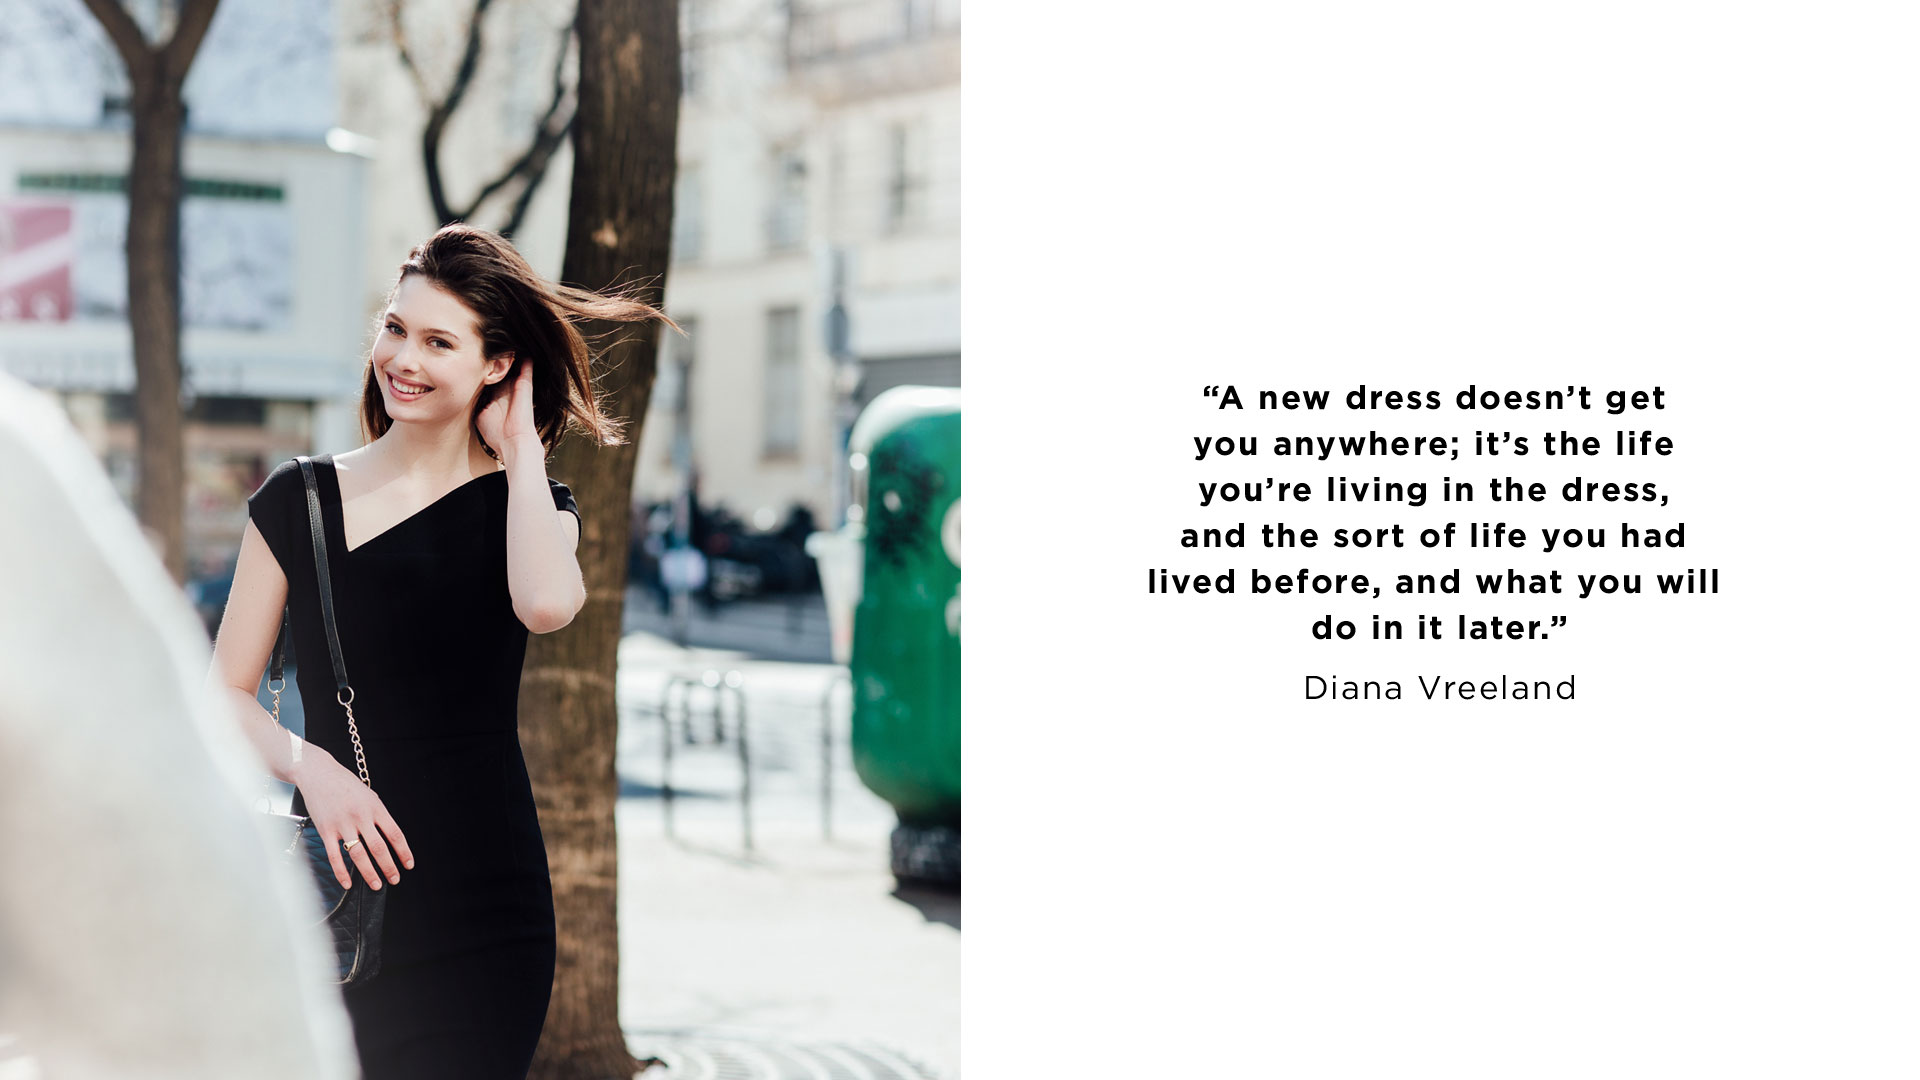 “A new dress doesn’t get
you anywhere; it’s the life
you’re living in the dress,
and the sort of life you had
lived before, and what you will
do in it later.”
Diana Vreeland